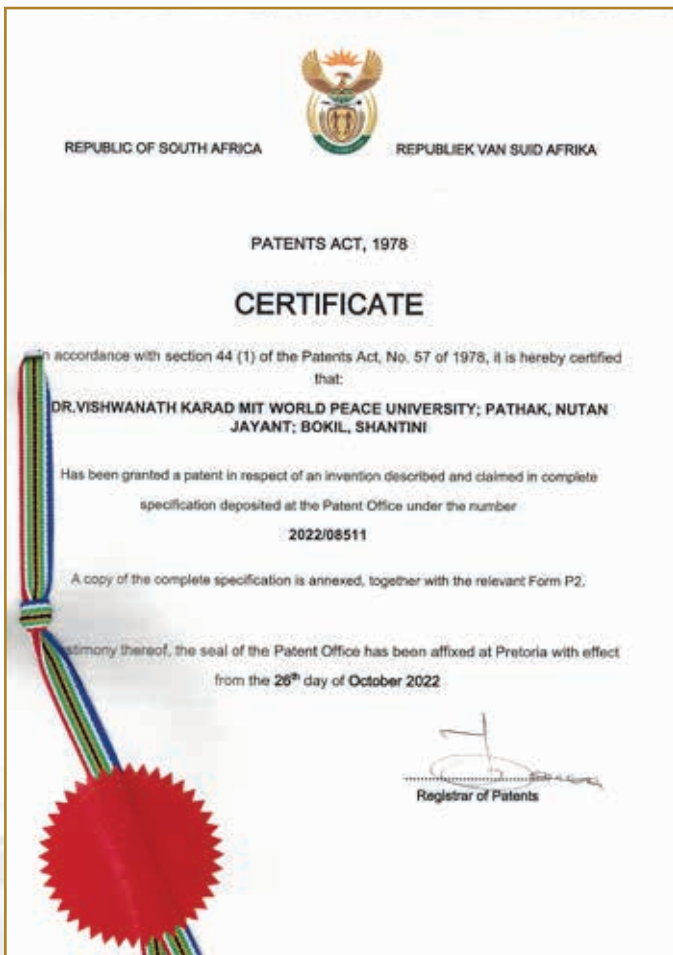 REPUBLIC OF SOUTH AFRICA
REPUBLIEK VAN SUID AFRIKA
PATENTS ACT, 1978
CERTIFICATE
In accordance with section 44 (1) of the Patents Act, No. 57 of 1978, it is hereby certified
that:
DR.VISHWANATH KARAD MIT WORLD PEACE UNIVERSITY; PATHAK, NUTAN
JAYANT; BOKIL, SHANTINI
Has been granted a patent in respect of an invention described and claimed in complete
specification deposited at the Patent Office under the number
2022/08511
A copy of the complete specification is annexed, together with the relevant Form P2.
stimony thereof, the seal of the Patent Office has been affixed at Pretoria with effect
from the 26th day of October 2022
Registrar of Patents